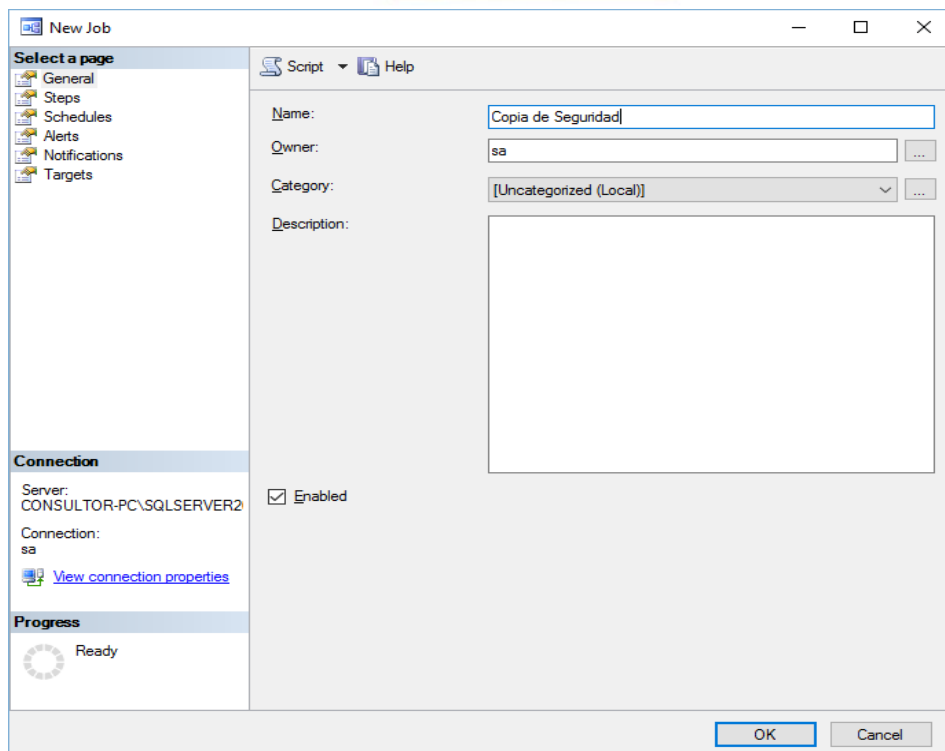 New Job
Select a page
General
Steps
Schedules
Alerts
Notifications
Targets
Script
Help
Name:
Copia de Seguridad
Owner:
sa
...
Category:
[Uncategorized (Local)]
...
Description:
Enabled
Connection
Server:
CONSULTOR-PC\SQLSERVER2
Connection:
sa
View connection properties
Progress
Ready
OK
Cancel